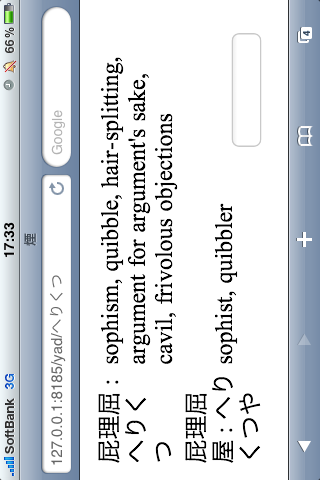 SoftBank 3G 17:33 66%
煙
127.0.0.1:8185/yad/へりくつ Google
屁理屈: sophism, quibble, hair-splitting,
へりく argument for argument's sake,
つ cavil, frivolous objections
屁理屈
屋:へり sophist, quibbler
くつや
4